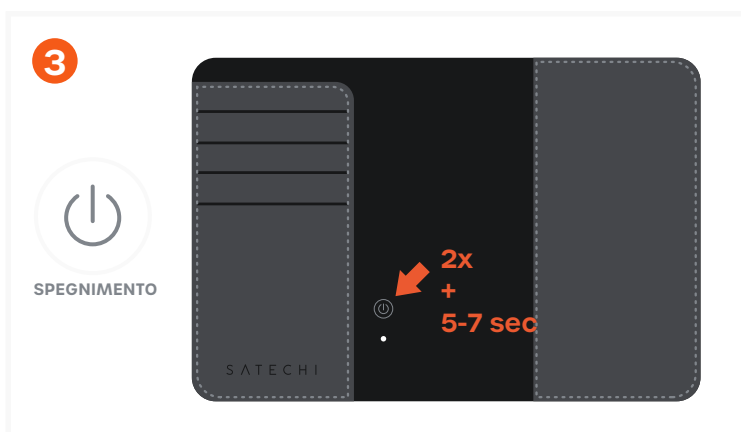 3
SPEGNIMENTO
2x
+
5-7 sec
SATECHI